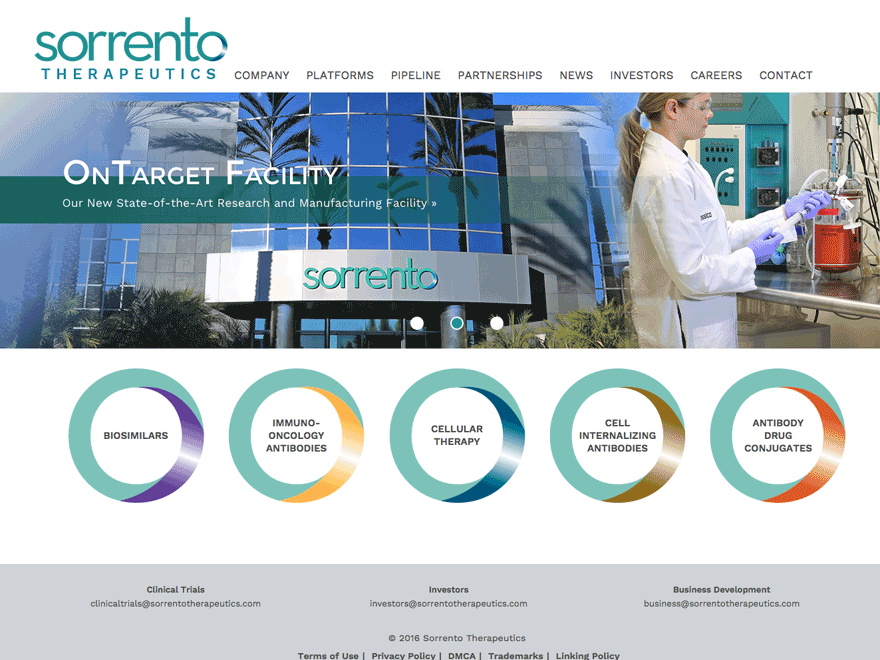 sorrento
THERAPEUTICS
COMPANY PLATFORMS PIPELINE PARTNERSHIPS NEWS INVESTORS CAREERS CONTACT
OnTarget Facility
Our New State-of-the-Art Research and Manufacturing Facility »
sorrento
BIOSIMILARS
IMMUNO-
ONCOLOGY
ANTIBODIES
CELLULAR
THERAPY
CELL
INTERNALIZING
ANTIBODIES
ANTIBODY
DRUG
CONJUGATES
Clinical Trials
clinicaltrials@sorrentotherapeutics.com
Investors
investors@sorrentotherapeutics.com
Business Development
business@sorrentotherapeutics.com
© 2016 Sorrento Therapeutics
Terms of Use | Privacy Policy | DMCA | Trademarks | Linking Policy